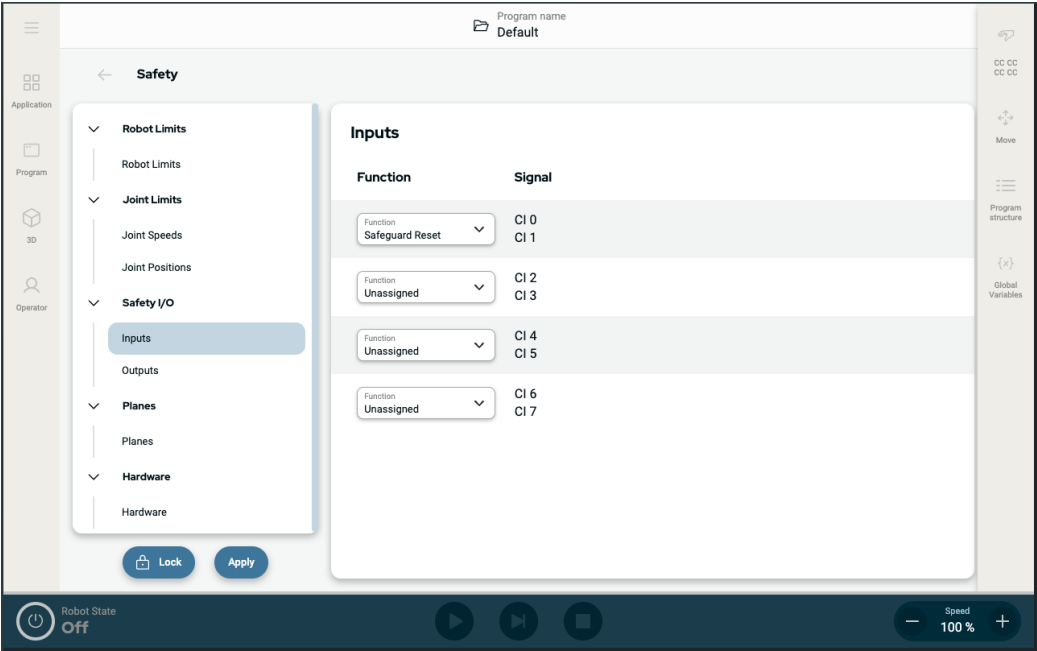 Program name
Default
Safety
Application
Program
3D
Operator
Robot Limits
Robot Limits
Joint Limits
Joint Speeds
Joint Positions
Safety I/O
Inputs
Outputs
Planes
Planes
Hardware
Hardware
Lock
Apply
Inputs
Function Signal
Function
Safeguard Reset
CI 0
CI 1
Function
Unassigned
CI 2
CI 3
Function
Unassigned
CI 4
CI 5
Function
Unassigned
CI 6
CI 7
CC CC
CC CC
Move
Program
structure
{x}
Global
Variables
Robot State
Off
Speed
100 %